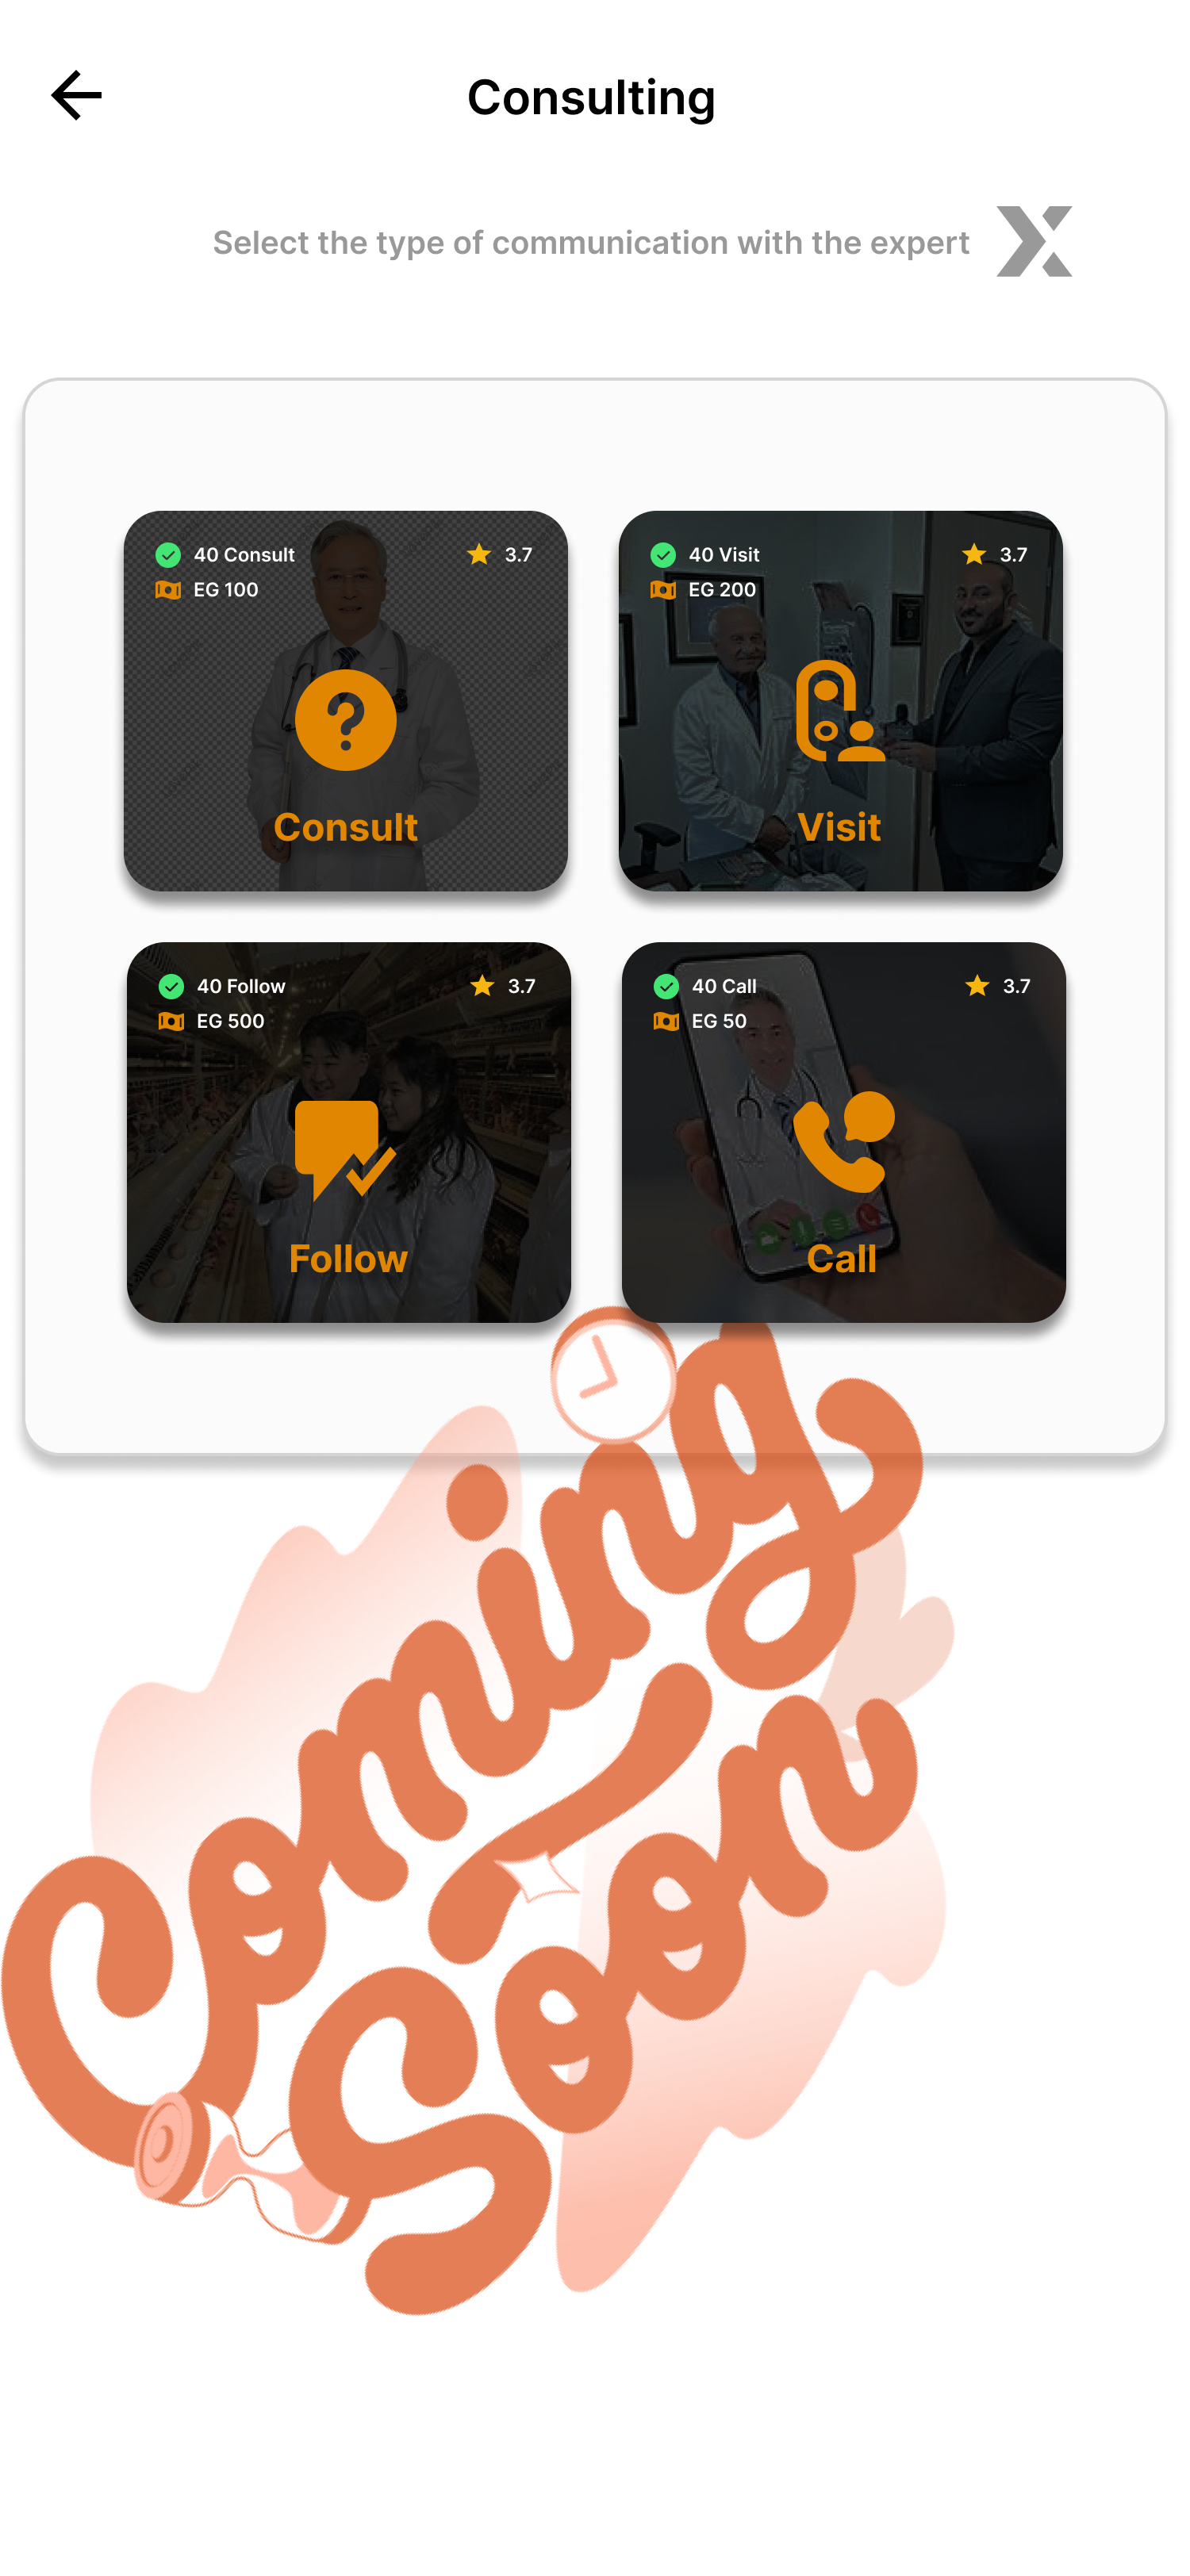 Consulting
Select the type of communication with the expert
40 Consult
3.7
EG 100
Consult
40 Visit
3.7
EG 200
Visit
40 Follow
3.7
EG 500
Follow
40 Call
3.7
EG 50
Call
Coming
Soon